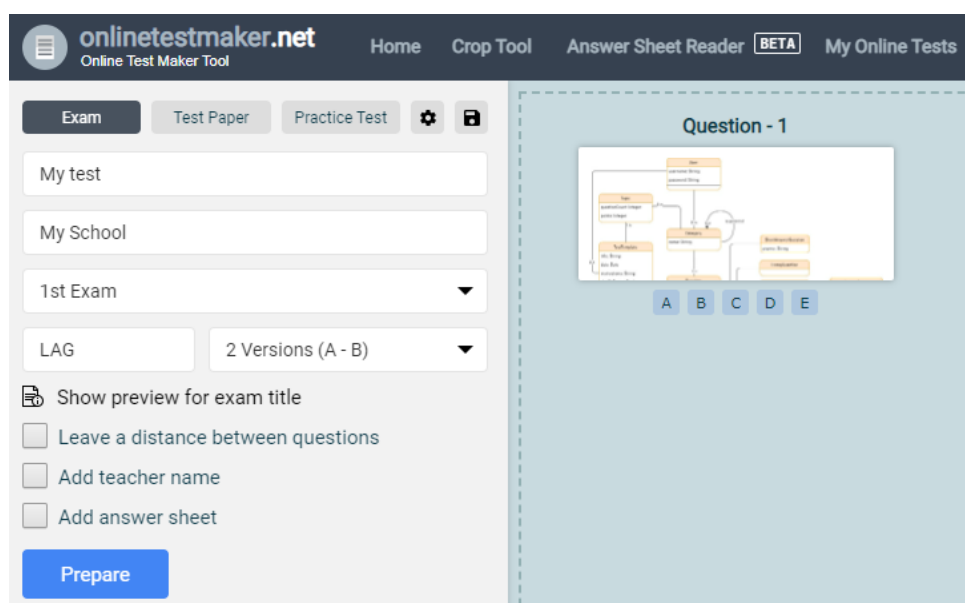 onlinetestmaker.net
Online Test Maker Tool
Home Crop Tool Answer Sheet Reader BETA My Online Tests
Exam Test Paper Practice Test
My test
My School
1st Exam
LAG 2 Versions (A - B)
Show preview for exam title
Leave a distance between questions
Add teacher name
Add answer sheet
Prepare
Question - 1
A B C D E